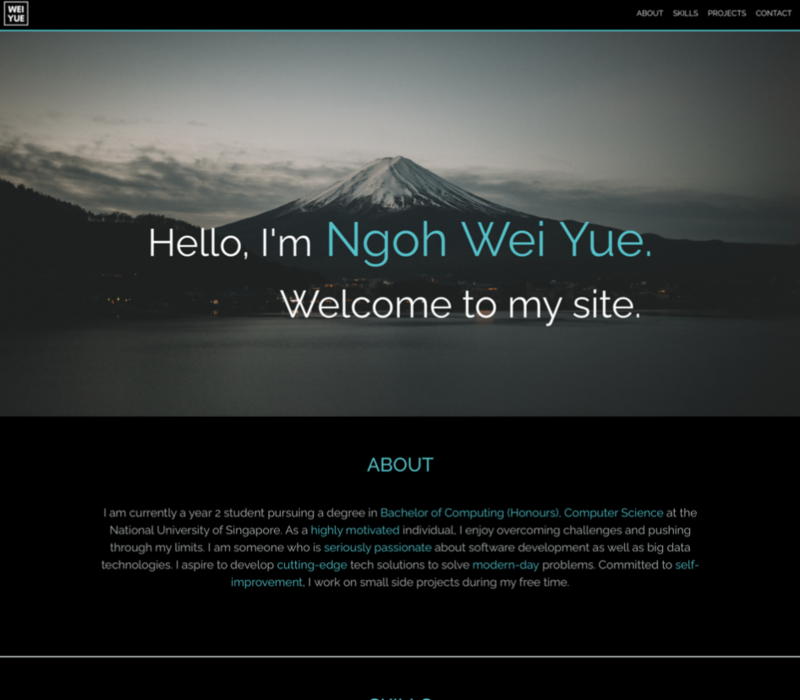 WEI
YUE
ABOUT SKILLS PROJECTS CONTACT
Hello, I'm Ngoh Wei Yue.
Welcome to my site.
ABOUT
I am currently a year 2 student pursuing a degree in Bachelor of Computing (Honours), Computer Science at the
National University of Singapore. As a highly motivated individual, I enjoy overcoming challenges and pushing
through my limits. I am someone who is seriously passionate about software development as well as big data
technologies. I aspire to develop cutting-edge tech solutions to solve modern-day problems. Committed to self-
improvement, I work on small side projects during my free time.